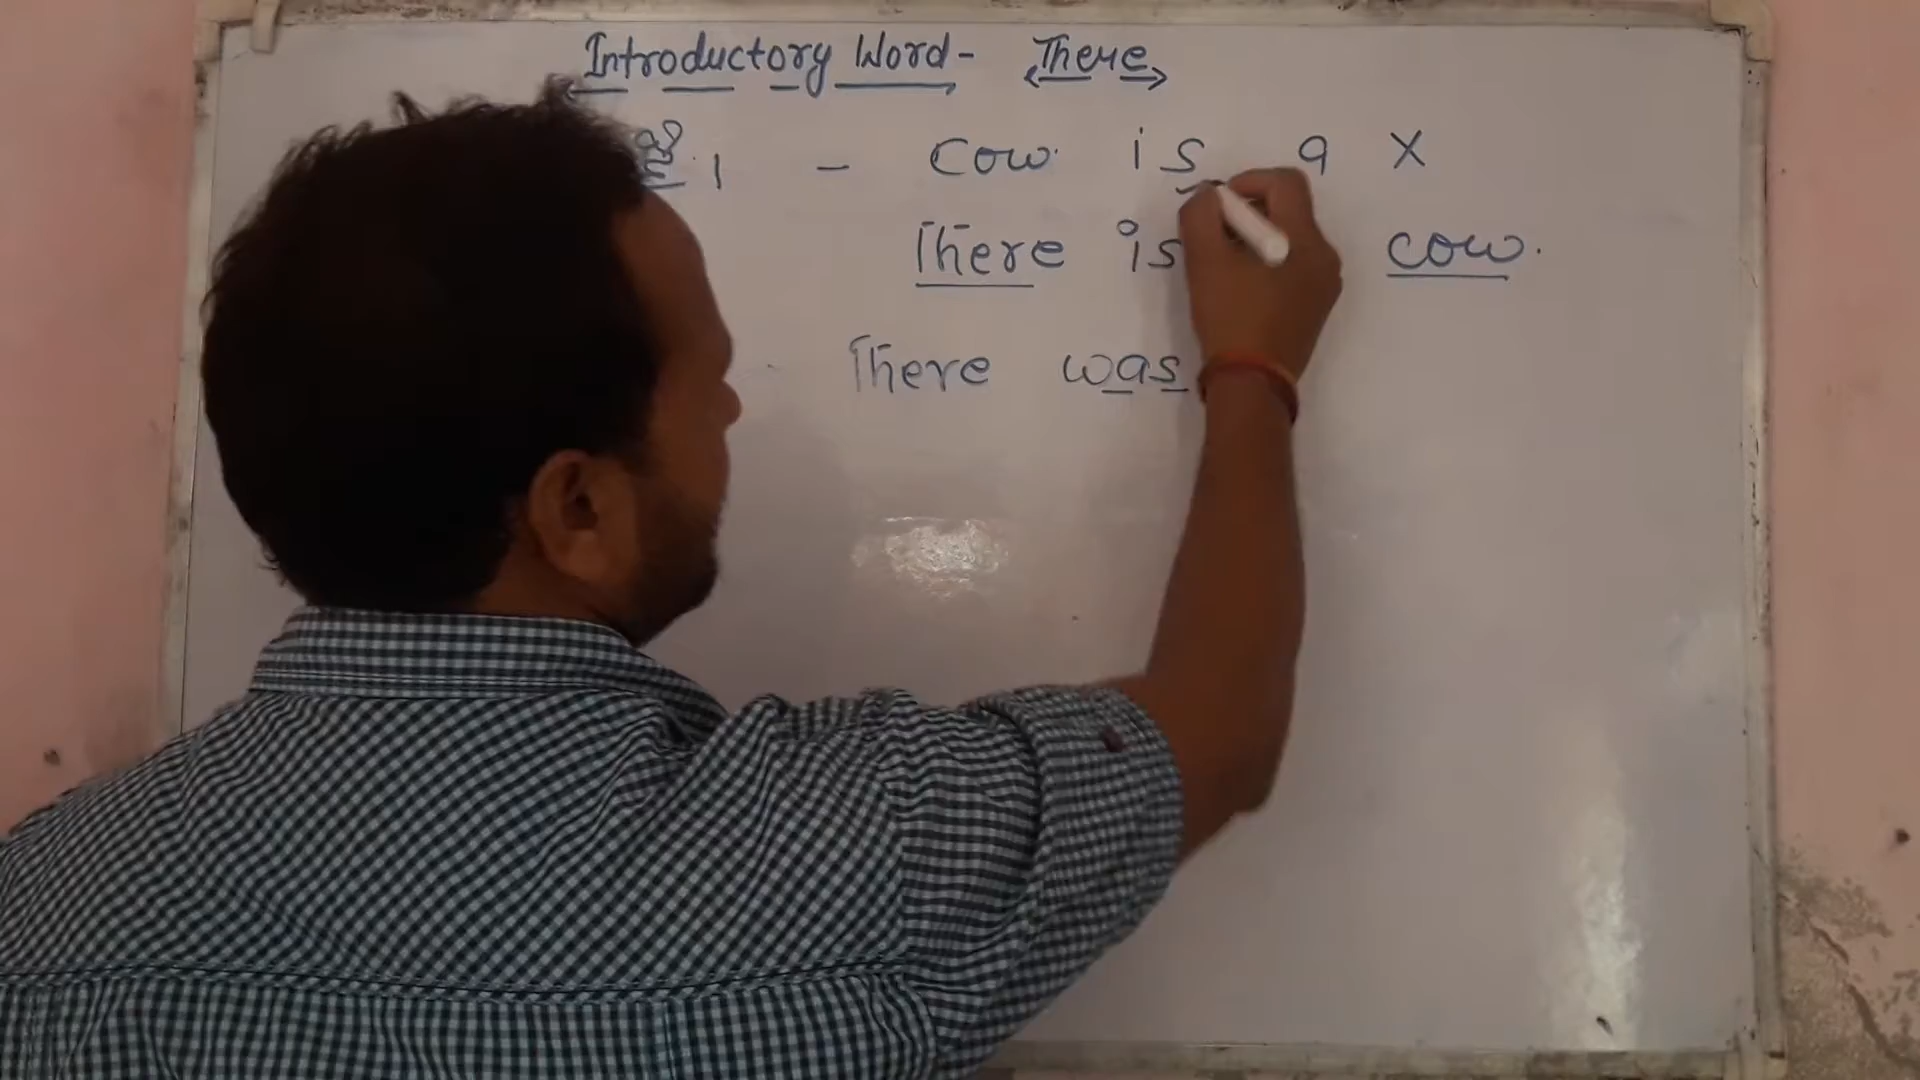 Introductory Word- There
1 - Cow is a X
There is cow.
There was